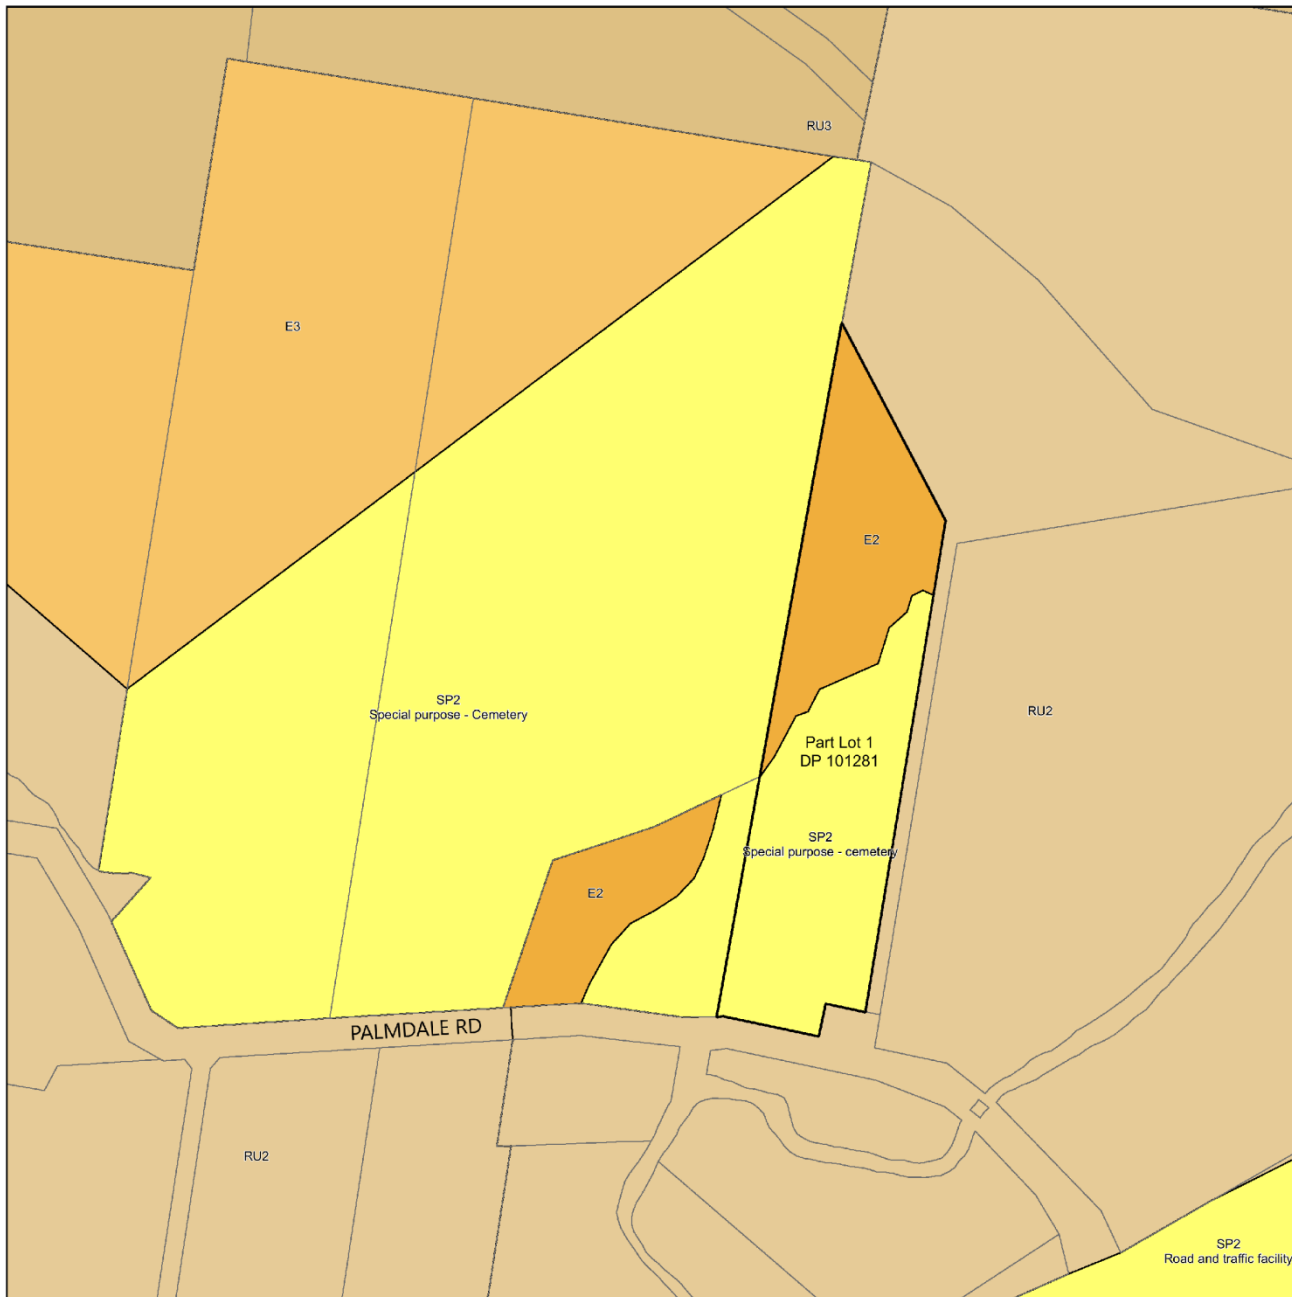 RU3
E3
E2
SP2
Special purpose - Cemetery
RU2
Part Lot 1
DP 101281
SP2
Special purpose - cemetery
E2
PALMDALE RD
RU2
SP2
Road and traffic facility